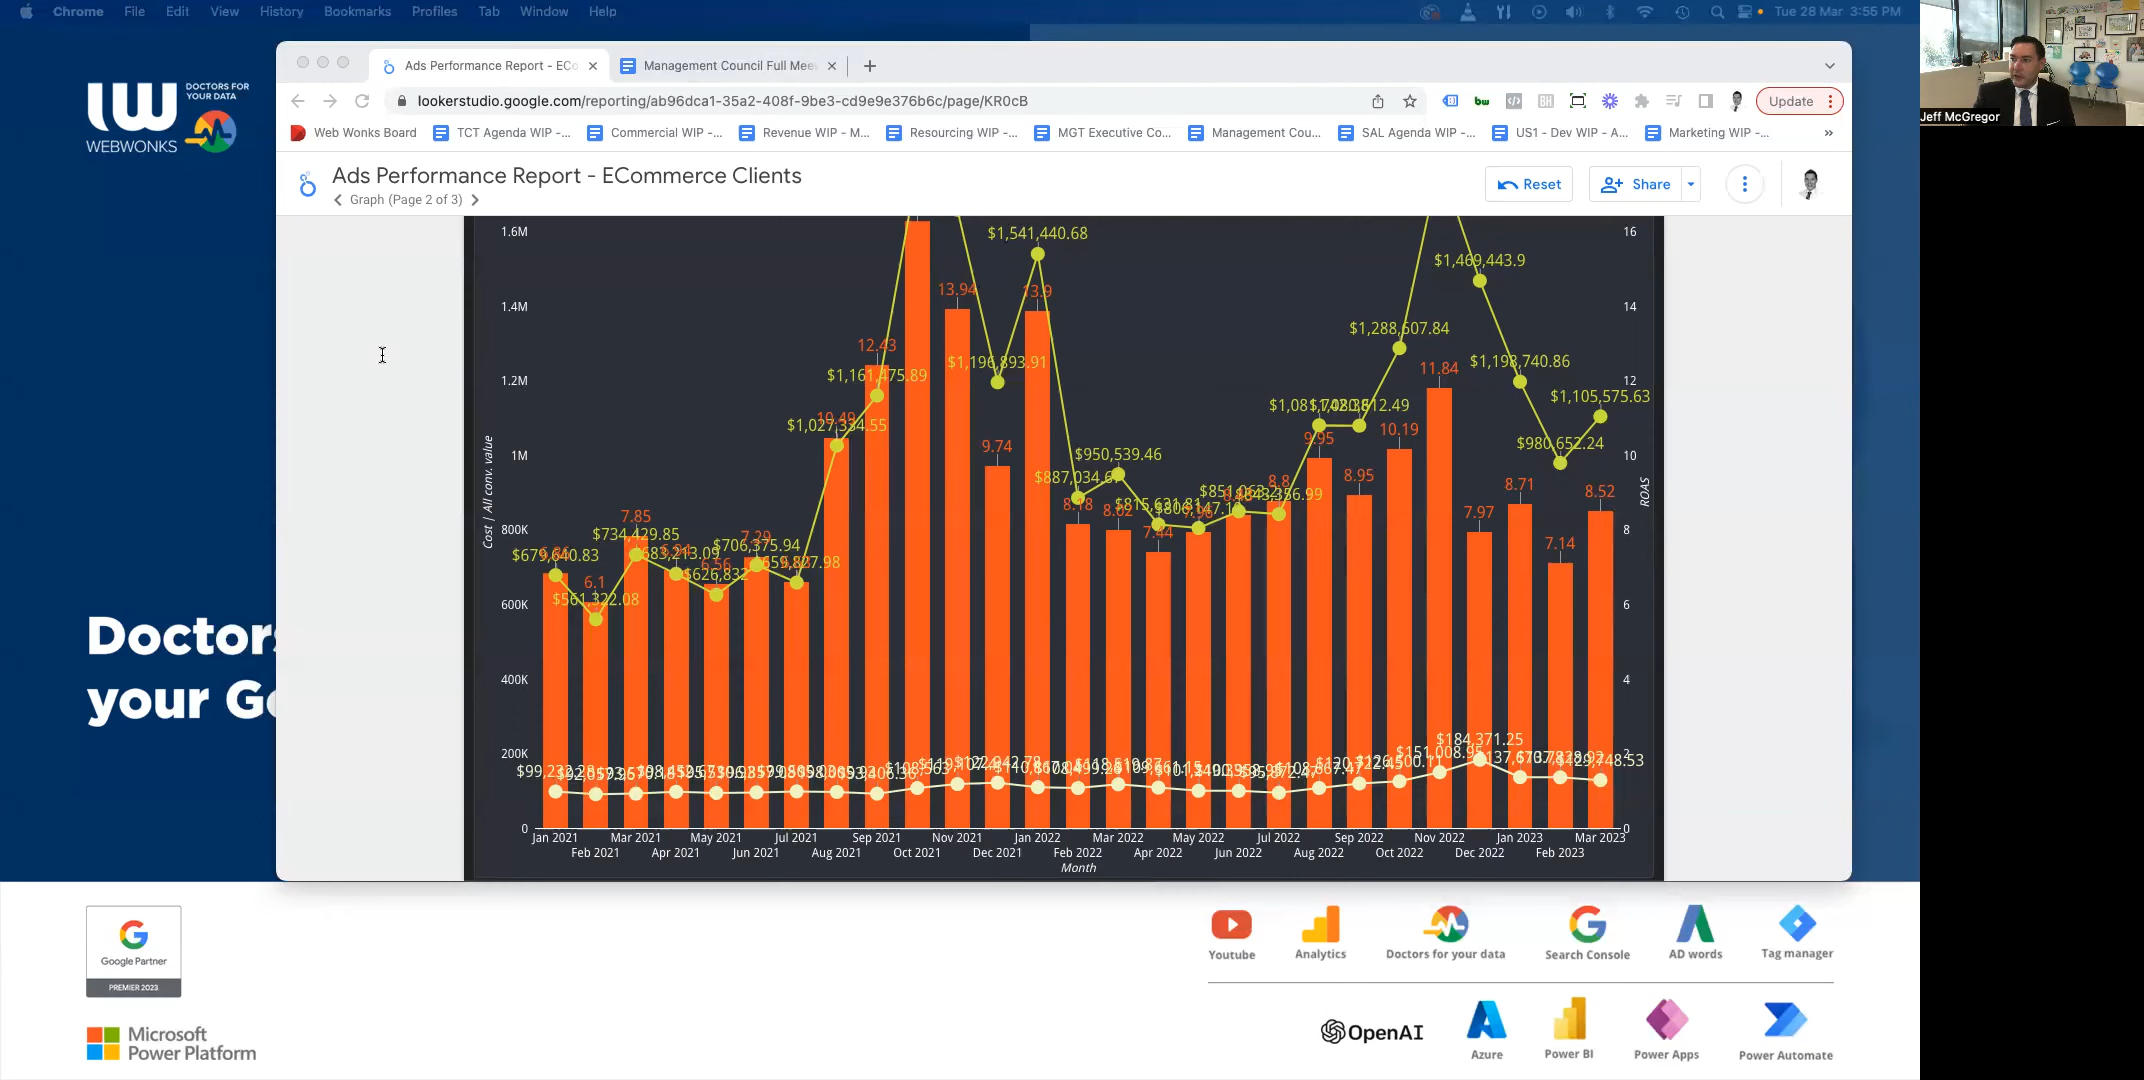 Chrome File Edit View History Bookmarks Profiles Tab Window Help
Tue 28 Mar 3:55 PM
Jeff McGregor
DOCTORS FOR
YOUR DATA
WEBWONKS
Ads Performance Report - ECo
Management Council Full Mee
lookerstudio.google.com/reporting/ab96dca1-35a2-408f-9be3-cd9e9e376b6c/page/KR0cB
Update
Web Wonks Board
TCT Agenda WIP -...
Commercial WIP -...
Revenue WIP - M...
Resourcing WIP -...
MGT Executive Co...
Management Cou...
SAL Agenda WIP -...
US1 - Dev WIP - A...
Marketing WIP -...
Ads Performance Report - ECommerce Clients
Graph (Page 2 of 3)
Reset
Share
1.6M
1.4M
1.2M
1M
800K
600K
400K
200K
0
Cost | All conv. value
16
14
12
10
8
6
4
2
0
ROAS
$679,640.83
$561,322.08
$734,429.85
$683,213.09
$626,832
$706,375.94
$1,161,475.89
$1,196,893.91
$1,541,440.68
$950,539.46
$1,288,607.84
$1,469,443.9
$1,198,740.86
$980,652.24
$1,105,575.63
6.1
7.85
7.29
12.43
13.94
9.74
13.9
8.18
7.44
8.8
9.95
8.95
10.19
11.84
7.97
8.71
7.14
8.52
$184,371.25
Jan 2021
Feb 2021
Mar 2021
Apr 2021
May 2021
Jun 2021
Jul 2021
Aug 2021
Sep 2021
Oct 2021
Nov 2021
Dec 2021
Jan 2022
Feb 2022
Mar 2022
Apr 2022
May 2022
Jun 2022
Jul 2022
Aug 2022
Sep 2022
Oct 2022
Nov 2022
Dec 2022
Jan 2023
Feb 2023
Mar 2023
Month
Doctors
your G
Google Partner
PREMIER 2023
Microsoft
Power Platform
Youtube
Analytics
Doctors for your data
Search Console
AD words
Tag manager
OpenAI
Azure
Power BI
Power Apps
Power Automate